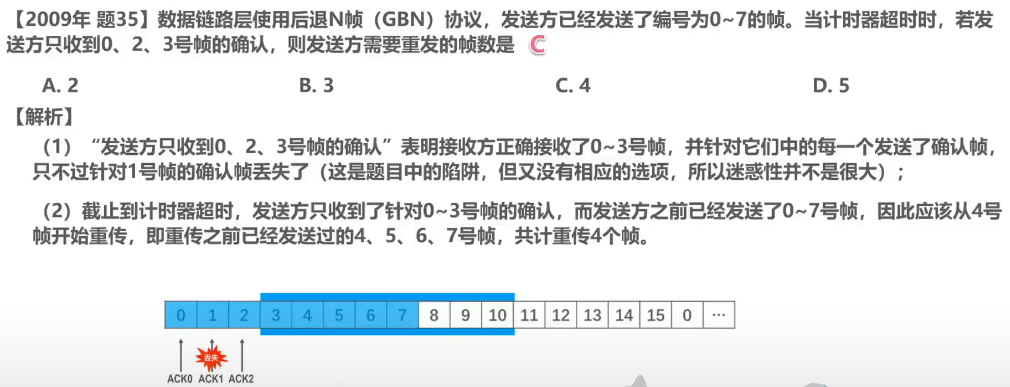 【2009年 题35】数据链路层使用后退N帧（GBN）协议，发送方已经发送了编号为0~7的帧。当计时器超时时，若发
送方只收到0、2、3号帧的确认，则发送方需要重发的帧数是 C
A. 2 B. 3 C. 4 D. 5
【解析】
（1）“发送方只收到0、2、3号帧的确认”表明接收方正确接收了0~3号帧，并针对它们中的每一个发送了确认帧，
只不过针对1号帧的确认帧丢失了（这是题目中的陷阱，但又没有相应的选项，所以迷惑性并不是很大）；
（2）截止到计时器超时，发送方只收到了针对0~3号帧的确认，而发送方之前已经发送了0~7号帧，因此应该从4号
帧开始重传，即重传之前已经发送过的4、5、6、7号帧，共计重传4个帧。
0 1 2 3 4 5 6 7 8 9 10 11 12 13 14 15 0 …
丢失
ACK0 ACK1 ACK2